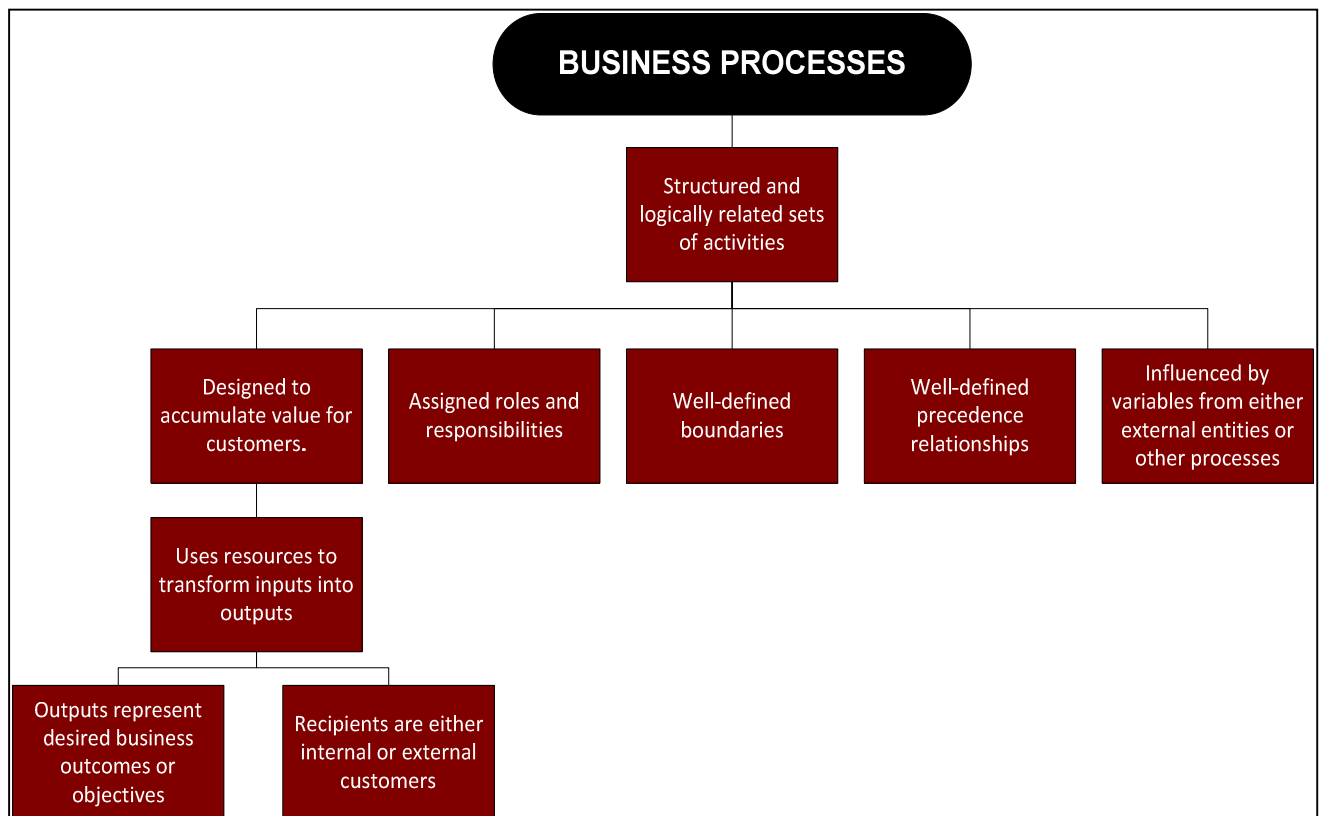 BUSINESS PROCESSES
Structured and
logically related sets
of activities
Designed to
accumulate value for
customers.
Assigned roles and
responsibilities
Well-defined
boundaries
Well-defined
precedence
relationships
Influenced by
variables from either
external entities or
other processes
Uses resources to
transform inputs into
outputs
Outputs represent
desired business
outcomes or
objectives
Recipients are either
internal or external
customers